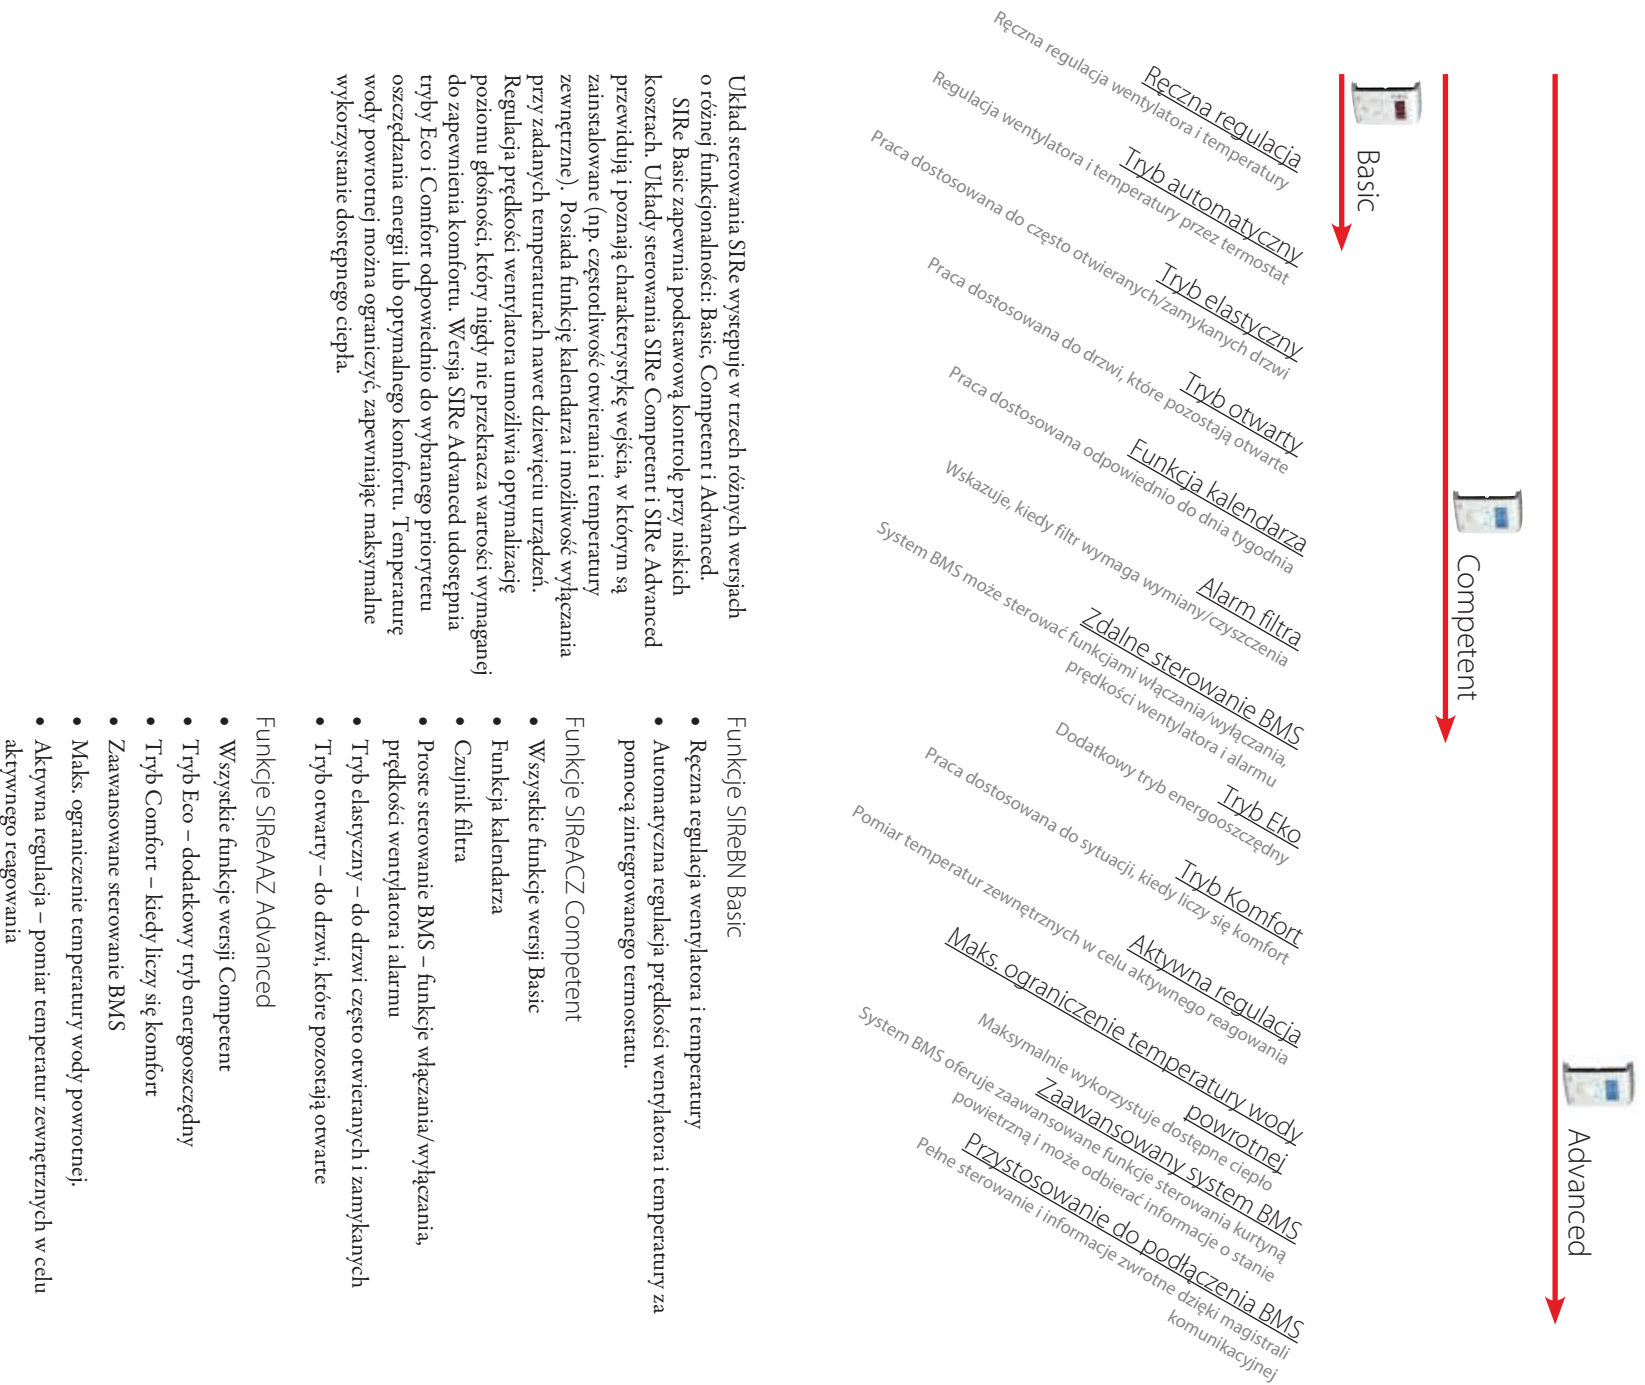 Advanced
Competent
Basic
Ręczna regulacja
Ręczna regulacja wentylatora i temperatury
Tryb automatyczny
Regulacja wentylatora i temperatury przez termostat
Tryb elastyczny
Praca dostosowana do często otwieranych/zamykanych drzwi
Tryb otwarty
Praca dostosowana do drzwi, które pozostają otwarte
Funkcja kalendarza
Praca dostosowana odpowiednio do dnia tygodnia
Alarm filtra
Wskazuje, kiedy filtr wymaga wymiany/czyszczenia
Zdalne sterowanie BMS
System BMS może sterować funkcjami włączania/wyłączania,
prędkości wentylatora i alarmu
Tryb Eko
Dodatkowy tryb energooszczędny
Tryb Komfort
Praca dostosowana do sytuacji, kiedy liczy się komfort
Aktywna regulacja
Pomiar temperatur zewnętrznych w celu aktywnego reagowania
Maks. ograniczenie temperatury wody
powrotnej
Maksymalnie wykorzystuje dostępne ciepło
Zaawansowany system BMS
System BMS oferuje zaawansowane funkcje sterowania kurtyną
powietrzną i może odbierać informacje o stanie
Przystosowanie do podłączenia BMS
Pełne sterowanie i informacje zwrotne dzięki magistrali
komunikacyjnej
Układ sterowania SIRe występuje w trzech różnych wersjach
o różnej funkcjonalności: Basic, Competent i Advanced.
SIRe Basic zapewnia podstawową kontrolę przy niskich
kosztach. Układy sterowania SIRe Competent i SIRe Advanced
przewidują i poznają charakterystykę wejścia, w którym są
zainstalowane (np. częstotliwość otwierania i temperatury
zewnętrzne). Posiada funkcję kalendarza i możliwość wyłączania
przy zadanych temperaturach nawet dziewięciu urządzeń.
Regulacja prędkości wentylatora umożliwia optymalizację
poziomu głośności, który nigdy nie przekracza wartości wymaganej
do zapewnienia komfortu. Wersja SIRe Advanced udostępnia
tryby Eco i Comfort odpowiednio do wybranego priorytetu
oszczędzania energii lub optymalnego komfortu. Temperaturę
wody powrotnej można ograniczyć, zapewniając maksymalne
wykorzystanie dostępnego ciepła.
Funkcje SIReBN Basic
• Ręczna regulacja wentylatora i temperatury
• Automatyczna regulacja prędkości wentylatora i temperatury za
pomocą zintegrowanego termostatu.
Funkcje SIReACZ Competent
• Wszystkie funkcje wersji Basic
• Funkcja kalendarza
• Czujnik filtra
• Proste sterowanie BMS – funkcje włączania/wyłączania,
prędkości wentylatora i alarmu
• Tryb elastyczny – do drzwi często otwieranych i zamykanych
• Tryb otwarty – do drzwi, które pozostają otwarte
Funkcje SIReAAZ Advanced
• Wszystkie funkcje wersji Competent
• Tryb Eco – dodatkowy tryb energooszczędny
• Tryb Comfort – kiedy liczy się komfort
• Zaawansowane sterowanie BMS
• Maks. ograniczenie temperatury wody powrotnej.
• Aktywna regulacja – pomiar temperatur zewnętrznych w celu
aktywnego reagowania